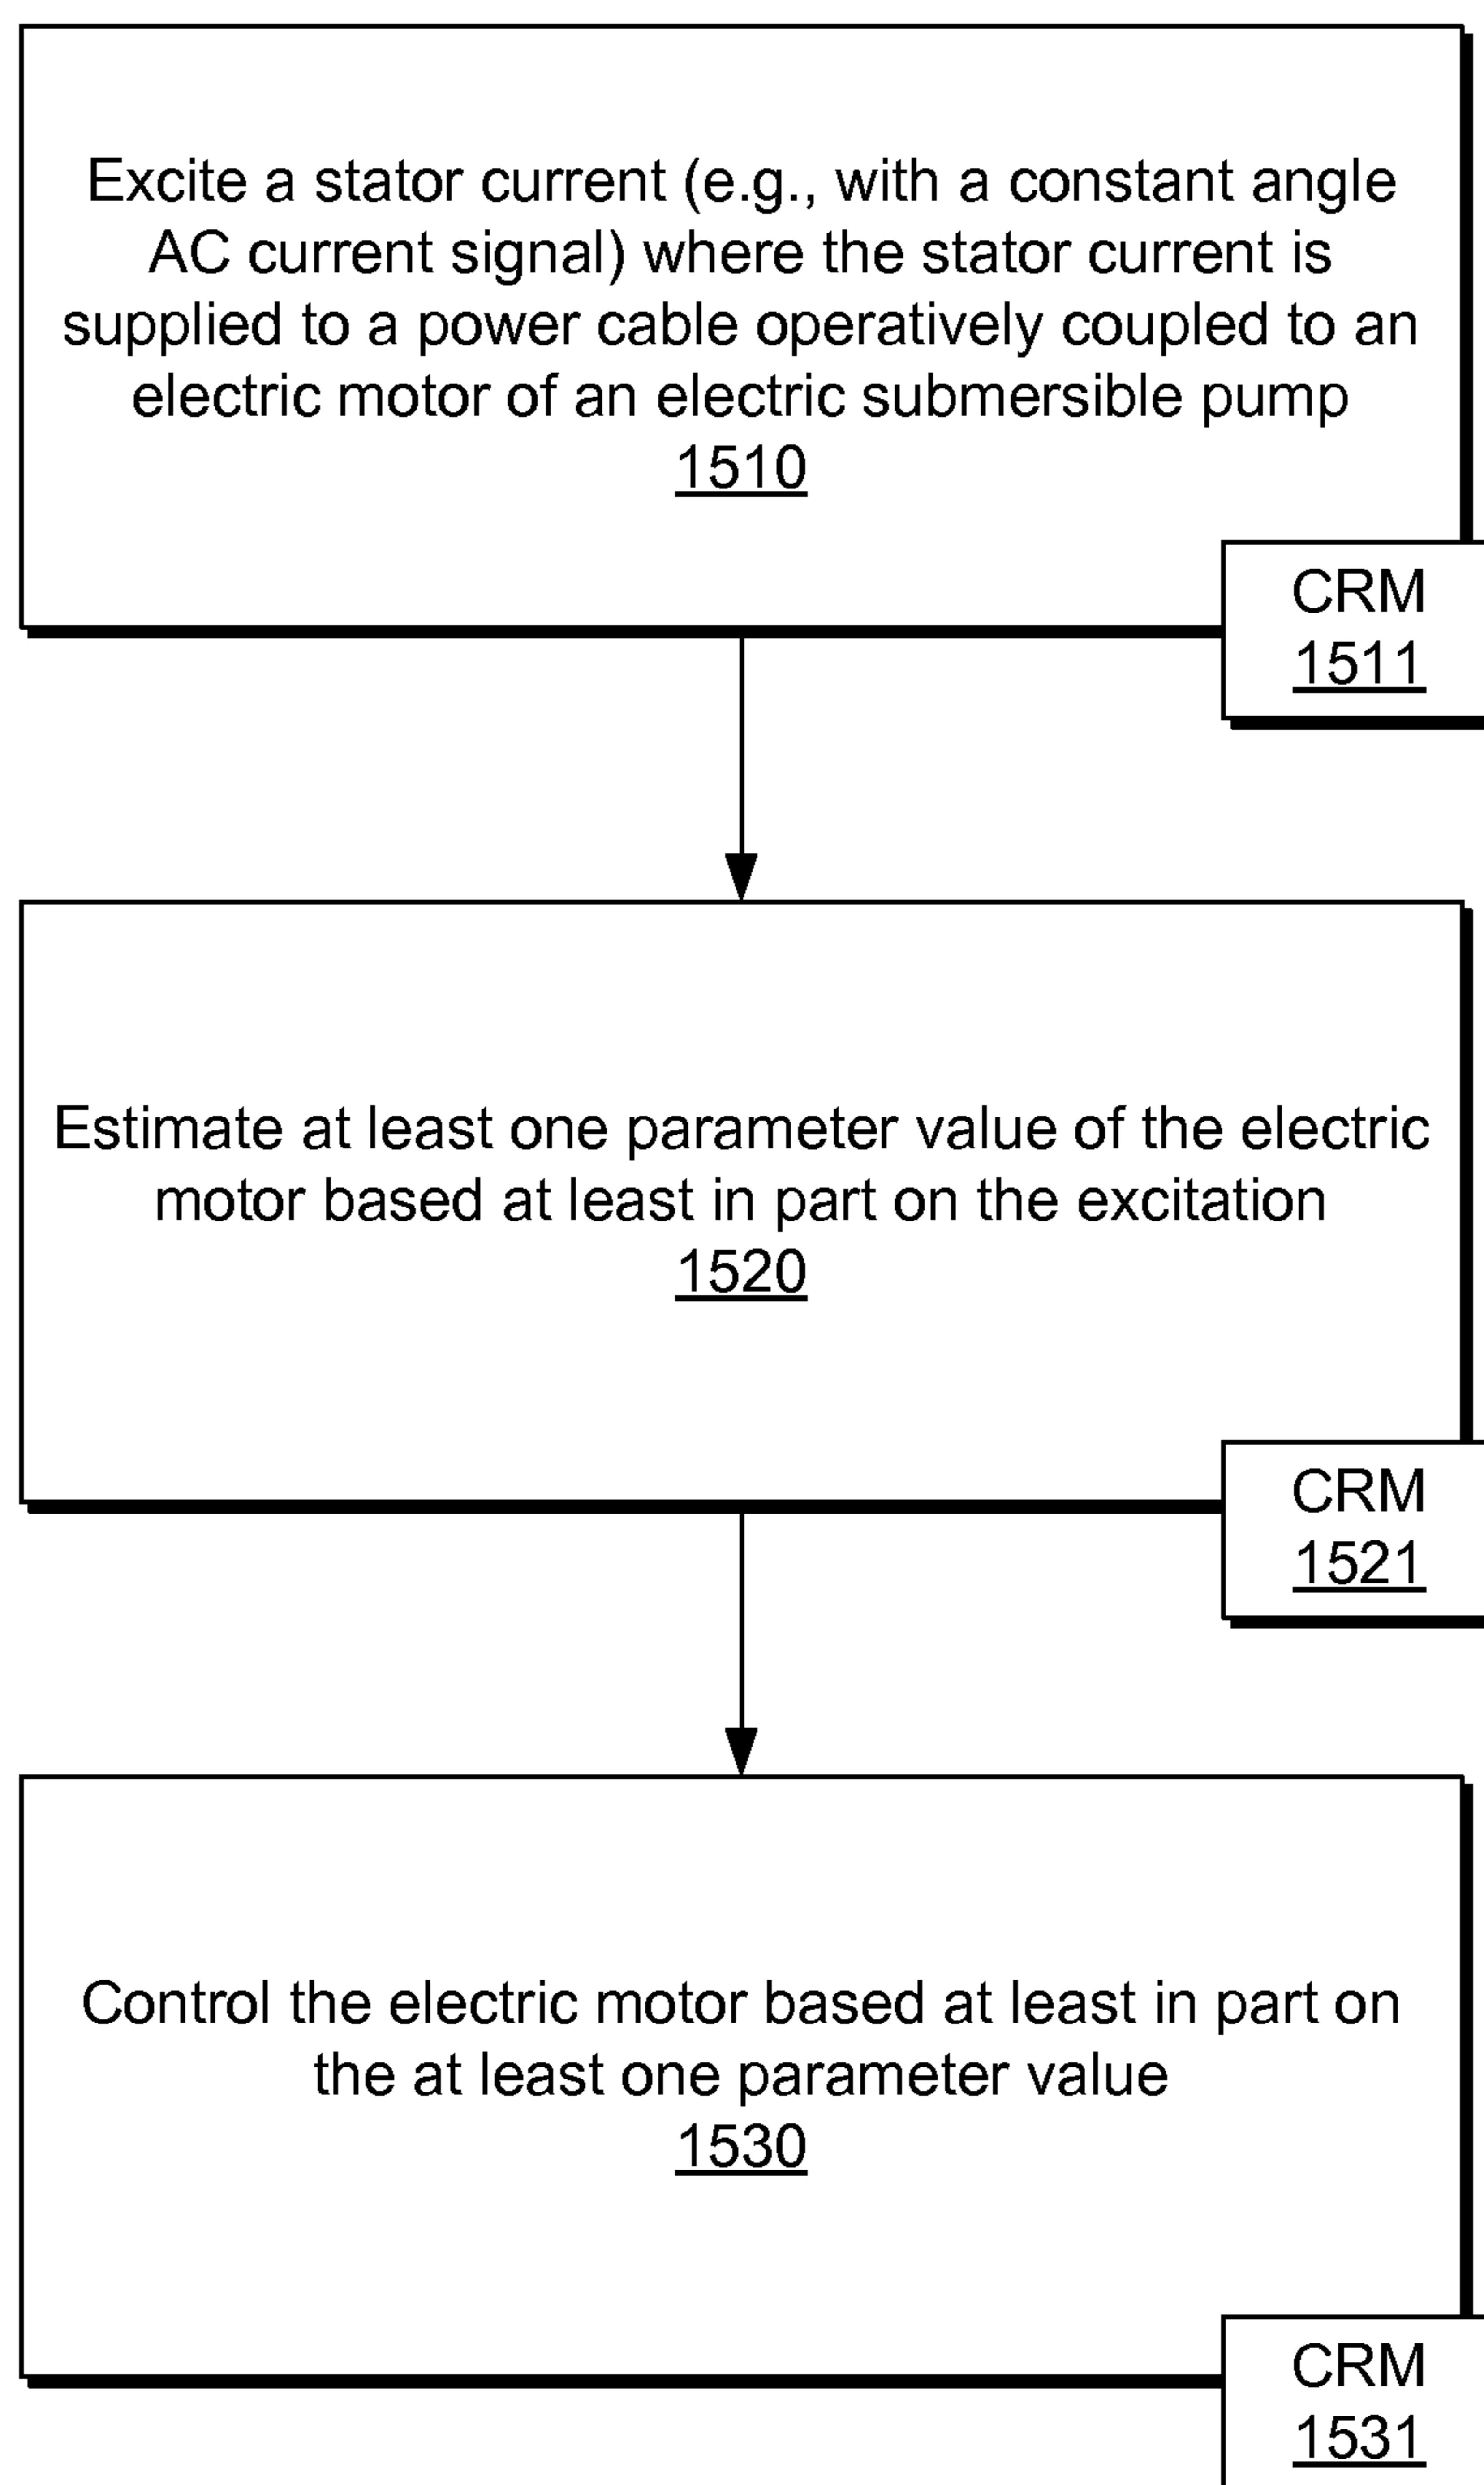 Excite a stator current (e.g., with a constant angle
AC current signal) where the stator current is
supplied to a power cable operatively coupled to an
electric motor of an electric submersible pump
1510
CRM
1511
Estimate at least one parameter value of the electric
motor based at least in part on the excitation
1520
CRM
1521
Control the electric motor based at least in part on
the at least one parameter value
1530
CRM
1531